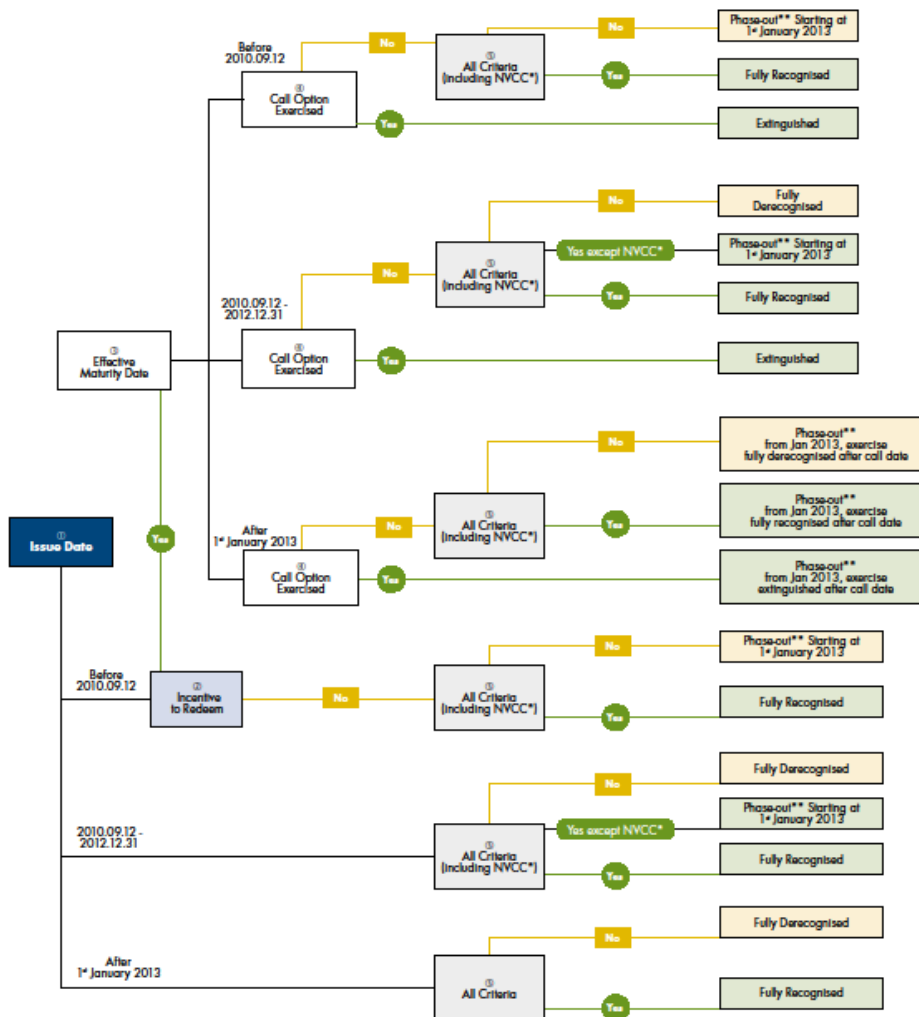 Phase-out** Starting at
1st January 2013
Before
2010.09.12
No
No
⑤
All Criteria
(including NVCC*)
Yes
Fully Recognised
④
Call Option
Exercised
Yes
Extinguished
No
Fully
Derecognised
Yes except NVCC*
Phase-out** Starting at
1st January 2013
No
⑤
All Criteria
(including NVCC*)
Yes
Fully Recognised
2010.09.12 -
2012.12.31
④
Call Option
Exercised
Yes
Extinguished
③
Effective
Maturity Date
No
Phase-out**
from Jan 2013, exercise
fully derecognised after call date
After
1st January 2013
No
⑤
All Criteria
(including NVCC*)
Yes
Phase-out**
from Jan 2013, exercise
fully recognised after call date
④
Call Option
Exercised
Yes
Phase-out**
from Jan 2013, exercise
extinguished after call date
①
Issue Date
Yes
No
Phase-out** Starting at
1st January 2013
Before
2010.09.12
②
Incentive
to Redeem
No
⑤
All Criteria
(including NVCC*)
Yes
Fully Recognised
No
Fully Derecognised
Yes except NVCC*
Phase-out** Starting at
1st January 2013
2010.09.12 -
2012.12.31
⑤
All Criteria
(including NVCC*)
Yes
Fully Recognised
No
Fully Derecognised
After
1st January 2013
⑤
All Criteria
Yes
Fully Recognised